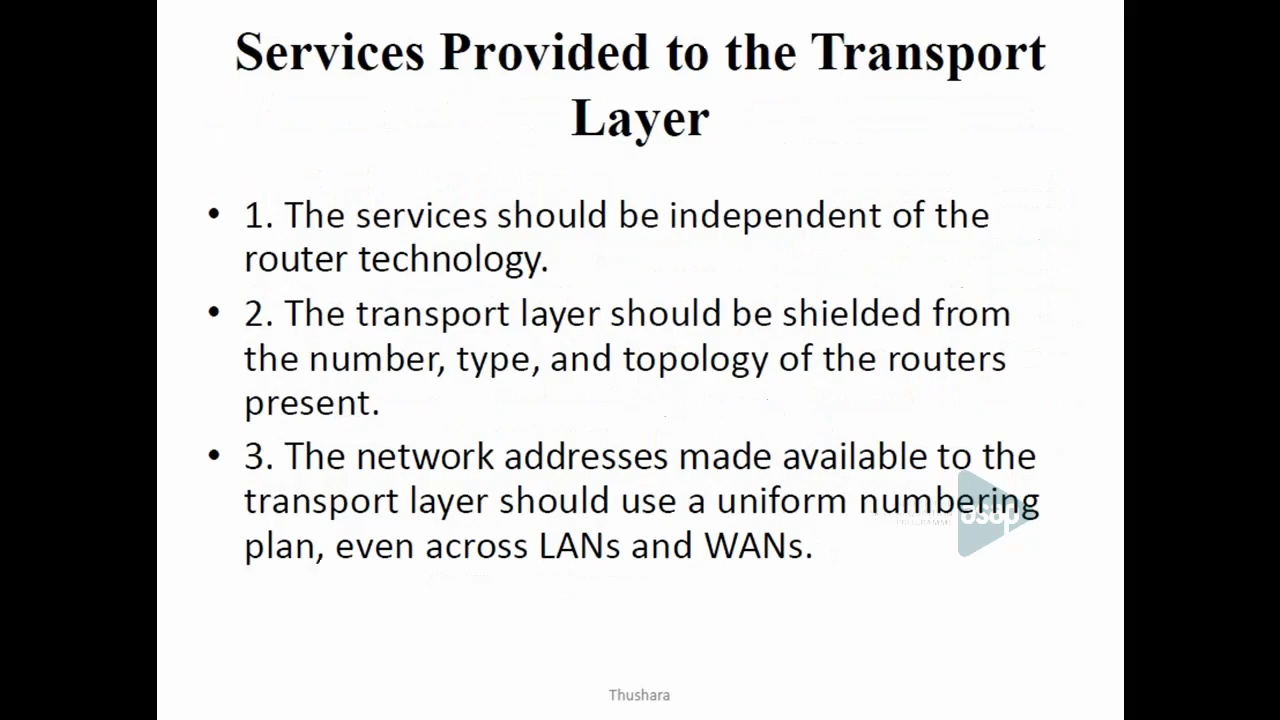 Services Provided to the Transport
Layer
• 1. The services should be independent of the
router technology.
• 2. The transport layer should be shielded from
the number, type, and topology of the routers
present.
• 3. The network addresses made available to the
transport layer should use a uniform numbering
plan, even across LANs and WANs.
PROGRAMME
Thushara